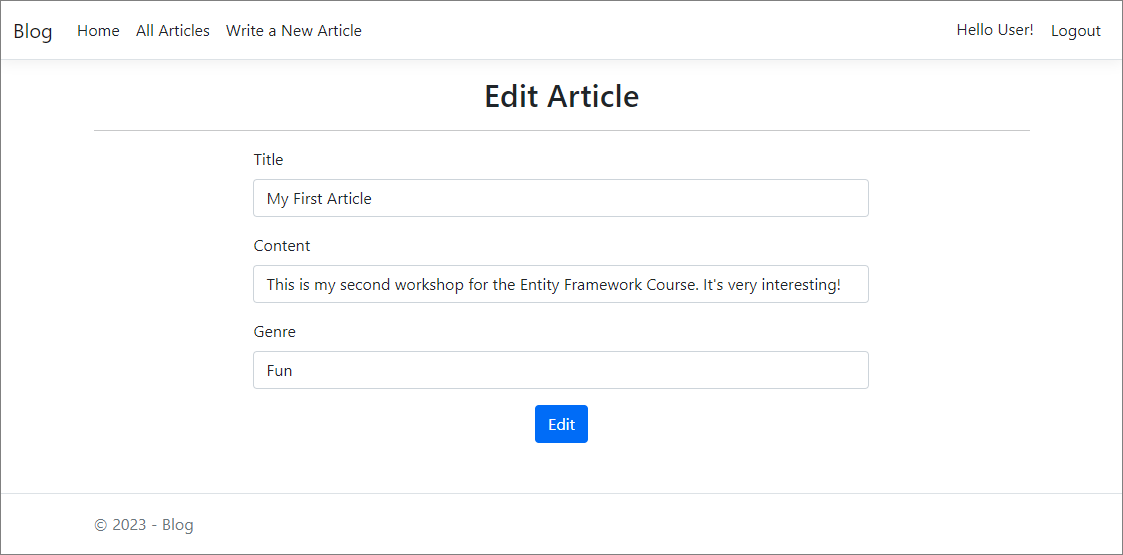 Blog Home All Articles Write a New Article Hello User! Logout
Edit Article
Title
My First Article
Content
This is my second workshop for the Entity Framework Course. It's very interesting!
Genre
Fun
Edit
© 2023 - Blog